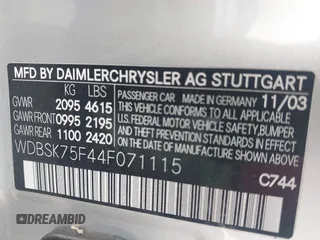 MFD BY DAIMLERCHRYSLER AG STUTTGART
KG LBS
GVWR 2095 4615
GAWR FRONT 0995 2195
GAWR REAR 1100 2420
PASSENGER CAR MADE IN GERMANY 11/03
THIS VEHICLE CONFORMS TO ALL
APPLICABLE U.S. FEDERAL MOTOR
VEHICLE SAFETY, BUMPER AND
THEFT PREVENTION STANDARDS IN
EFFECT ON THE DATE OF
MANUFACTURE SHOWN ABOVE.
WDBSK75F44F071115
C744